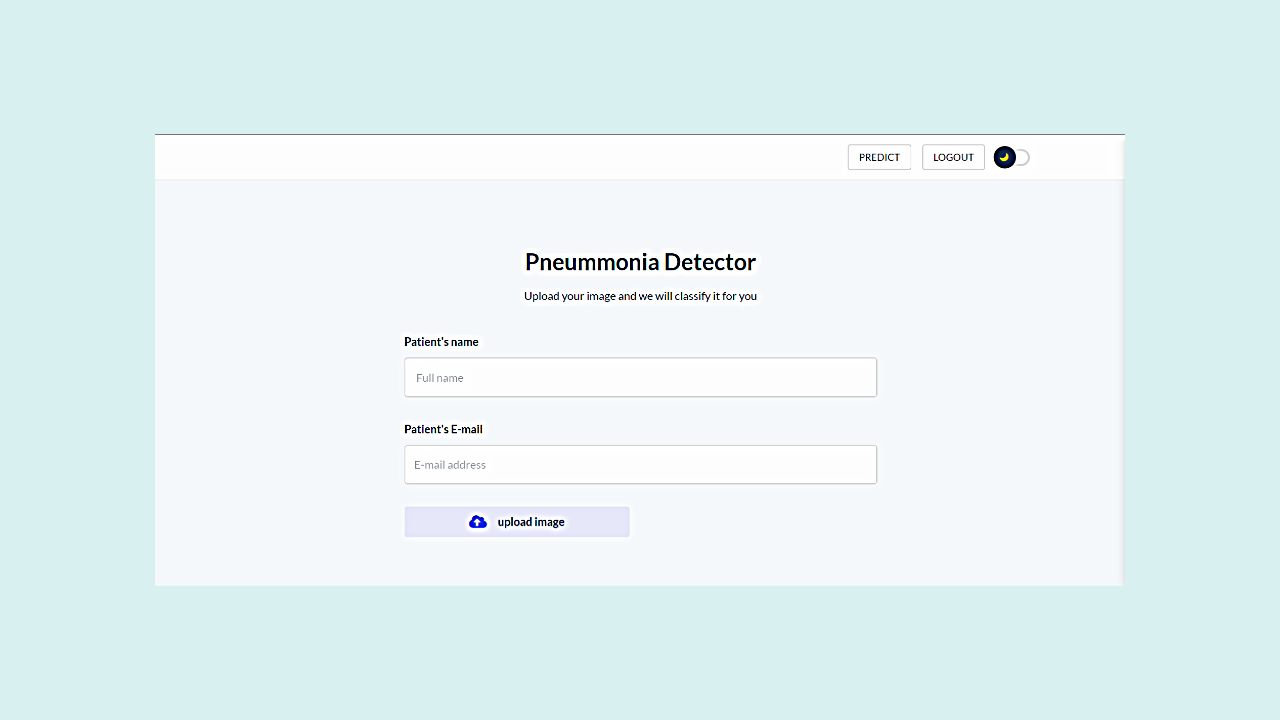 PREDICT LOGOUT
Pneummonia Detector
Upload your image and we will classify it for you
Patient's name
Full name
Patient's E-mail
E-mail address
upload image